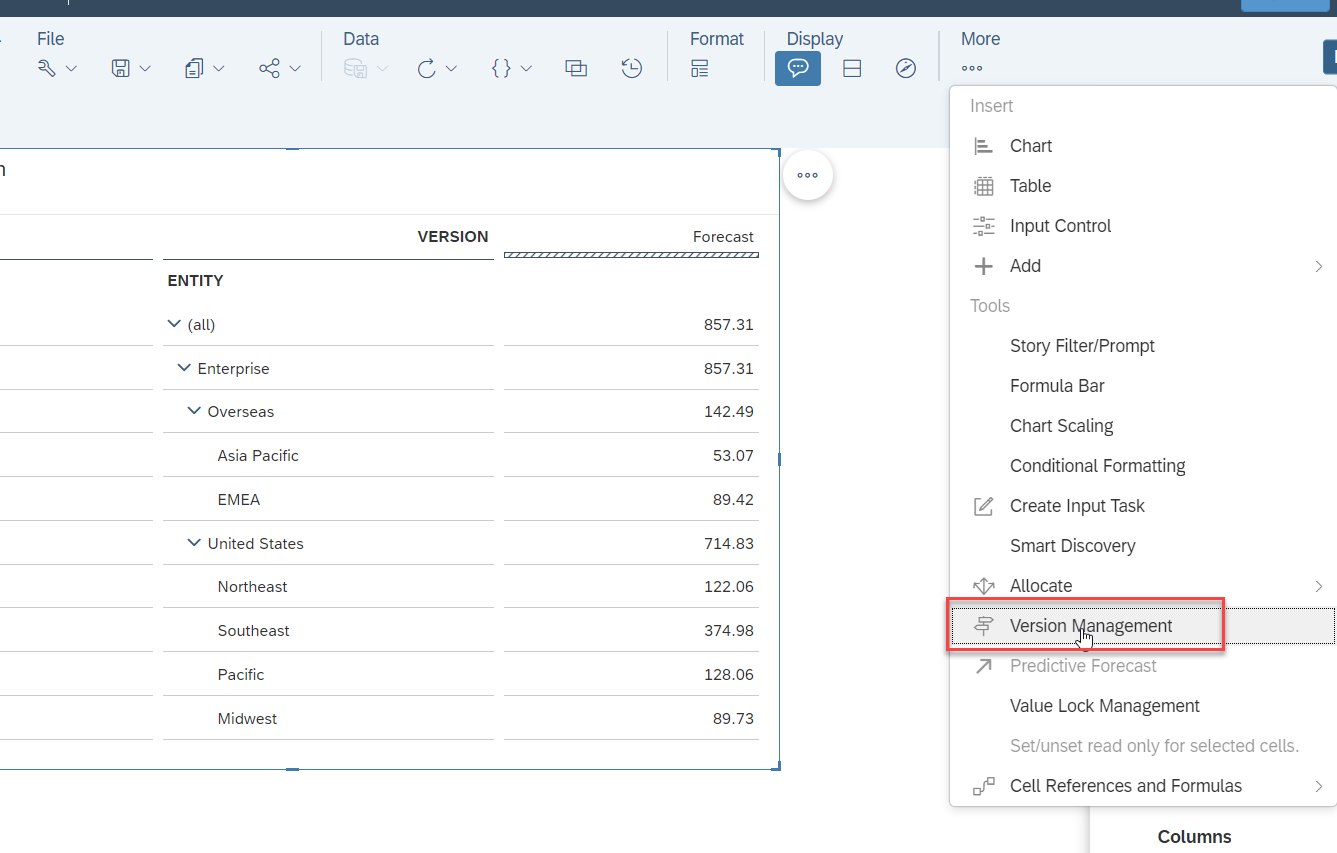 File Data Format Display More
Insert
Chart
Table
Input Control
Add
Tools
Story Filter/Prompt
Formula Bar
Chart Scaling
Conditional Formatting
Create Input Task
Smart Discovery
Allocate
Version Management
Predictive Forecast
Value Lock Management
Set/unset read only for selected cells.
Cell References and Formulas
VERSION Forecast
ENTITY
(all) 857.31
Enterprise 857.31
Overseas 142.49
Asia Pacific 53.07
EMEA 89.42
United States 714.83
Northeast 122.06
Southeast 374.98
Pacific 128.06
Midwest 89.73
Columns